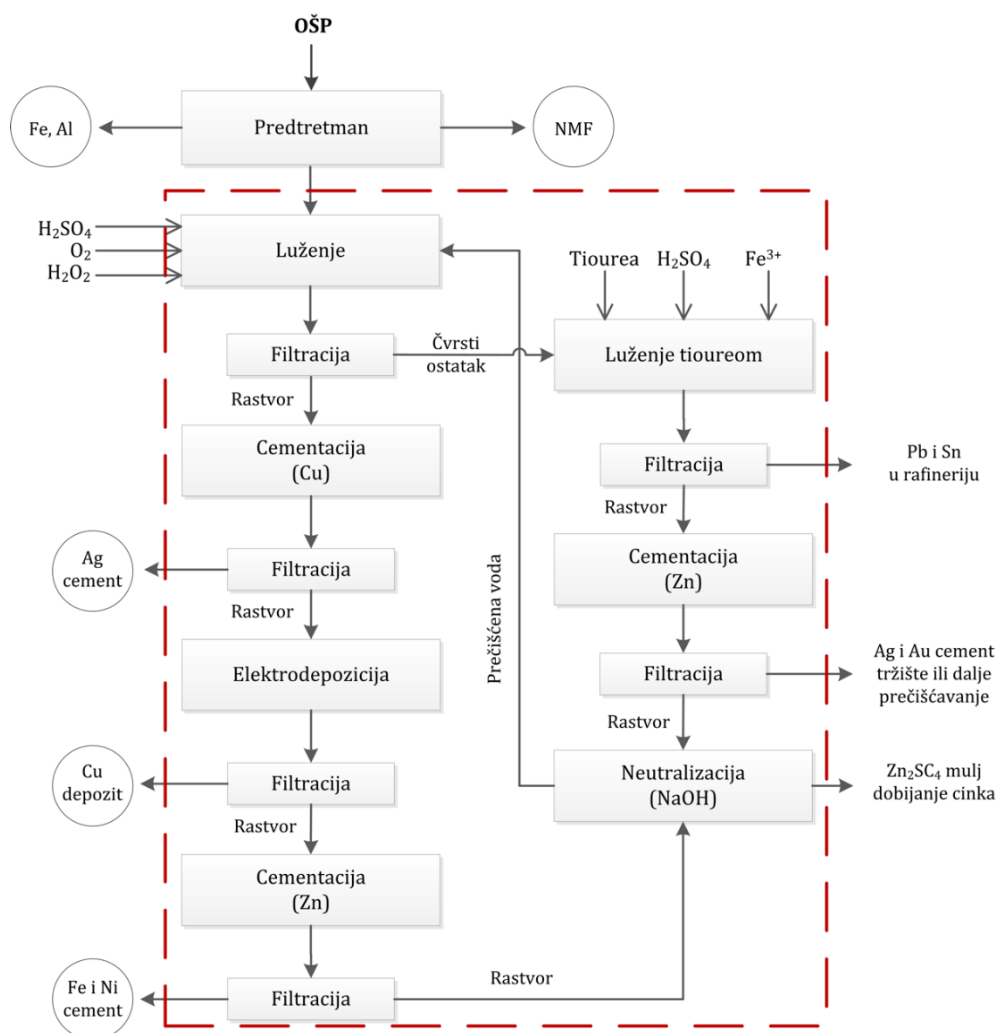 OŠP
Fe, Al
Predtretman
NMF
H₂SO₄
O₂
H₂O₂
Luženje
Tiourea
H₂SO₄
Fe³⁺
Filtracija
Čvrsti
ostatak
Luženje tioureom
Rastvor
Cementacija
(Cu)
Filtracija
Pb i Sn
u rafineriju
Rastvor
Ag
cement
Filtracija
Cementacija
(Zn)
Rastvor
Prečišćena voda
Elektrodepozicija
Filtracija
Ag i Au cement
tržište ili dalje
prečišćavanje
Rastvor
Cu
depozit
Filtracija
Neutralizacija
(NaOH)
Zn₂SC₄ mulj
dobijanje cinka
Rastvor
Cementacija
(Zn)
Fe i Ni
cement
Filtracija
Rastvor